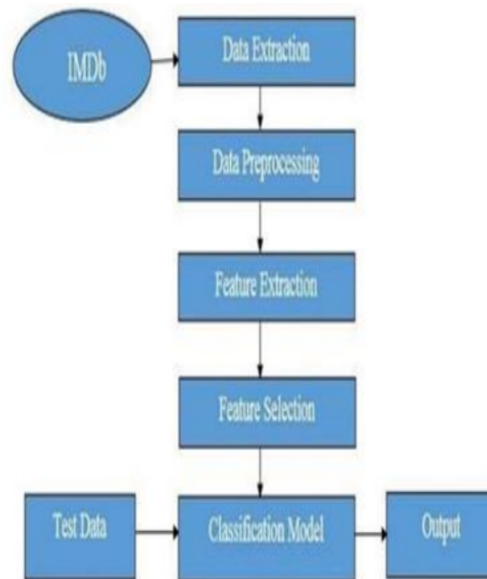 IMDb
Data Extraction
Data Preprocessing
Feature Extraction
Feature Selection
Test Data
Classification Model
Output